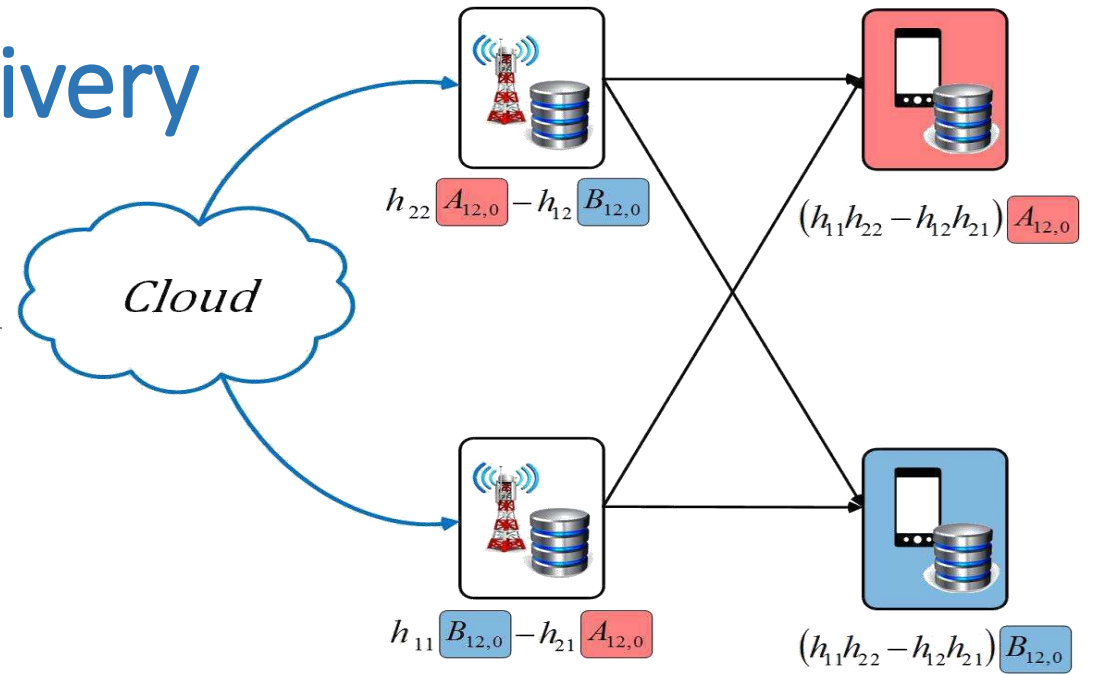 ivery
h₂₂ A₁₂,₀ − h₁₂ B₁₂,₀
(h₁₁h₂₂ − h₁₂h₂₁) A₁₂,₀
Cloud
h₁₁ B₁₂,₀ − h₂₁ A₁₂,₀
(h₁₁h₂₂ − h₁₂h₂₁) B₁₂,₀